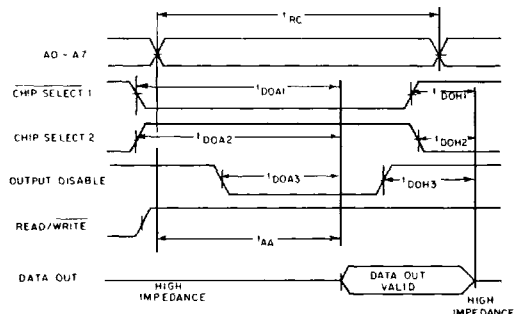 tRC
A0 - A7
CHIP SELECT 1
tDOA1
tDOH1
CHIP SELECT 2
tDOA2
tDOH2
OUTPUT DISABLE
tDOA3
tDOH3
READ/WRITE
tAA
DATA OUT
HIGH IMPEDANCE
DATA OUT VALID
HIGH IMPEDANCE